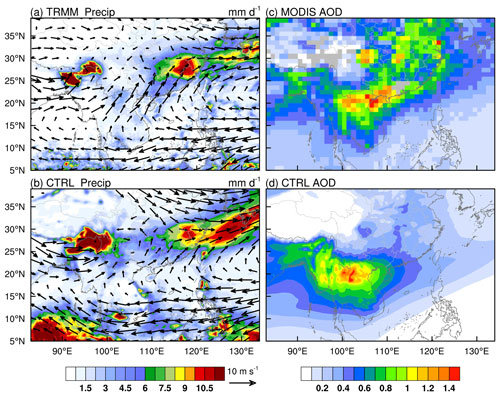 (a) TRMM Precip mm d⁻¹
(c) MODIS AOD
35°N
30°N
25°N
20°N
15°N
10°N
5°N
(b) CTRL Precip mm d⁻¹
(d) CTRL AOD
35°N
30°N
25°N
20°N
15°N
10°N
5°N
90°E 100°E 110°E 120°E 130°E
90°E 100°E 110°E 120°E 130°E
1.5 3 4.5 6 7.5 9 10.5
10 m s⁻¹
0.2 0.4 0.6 0.8 1 1.2 1.4